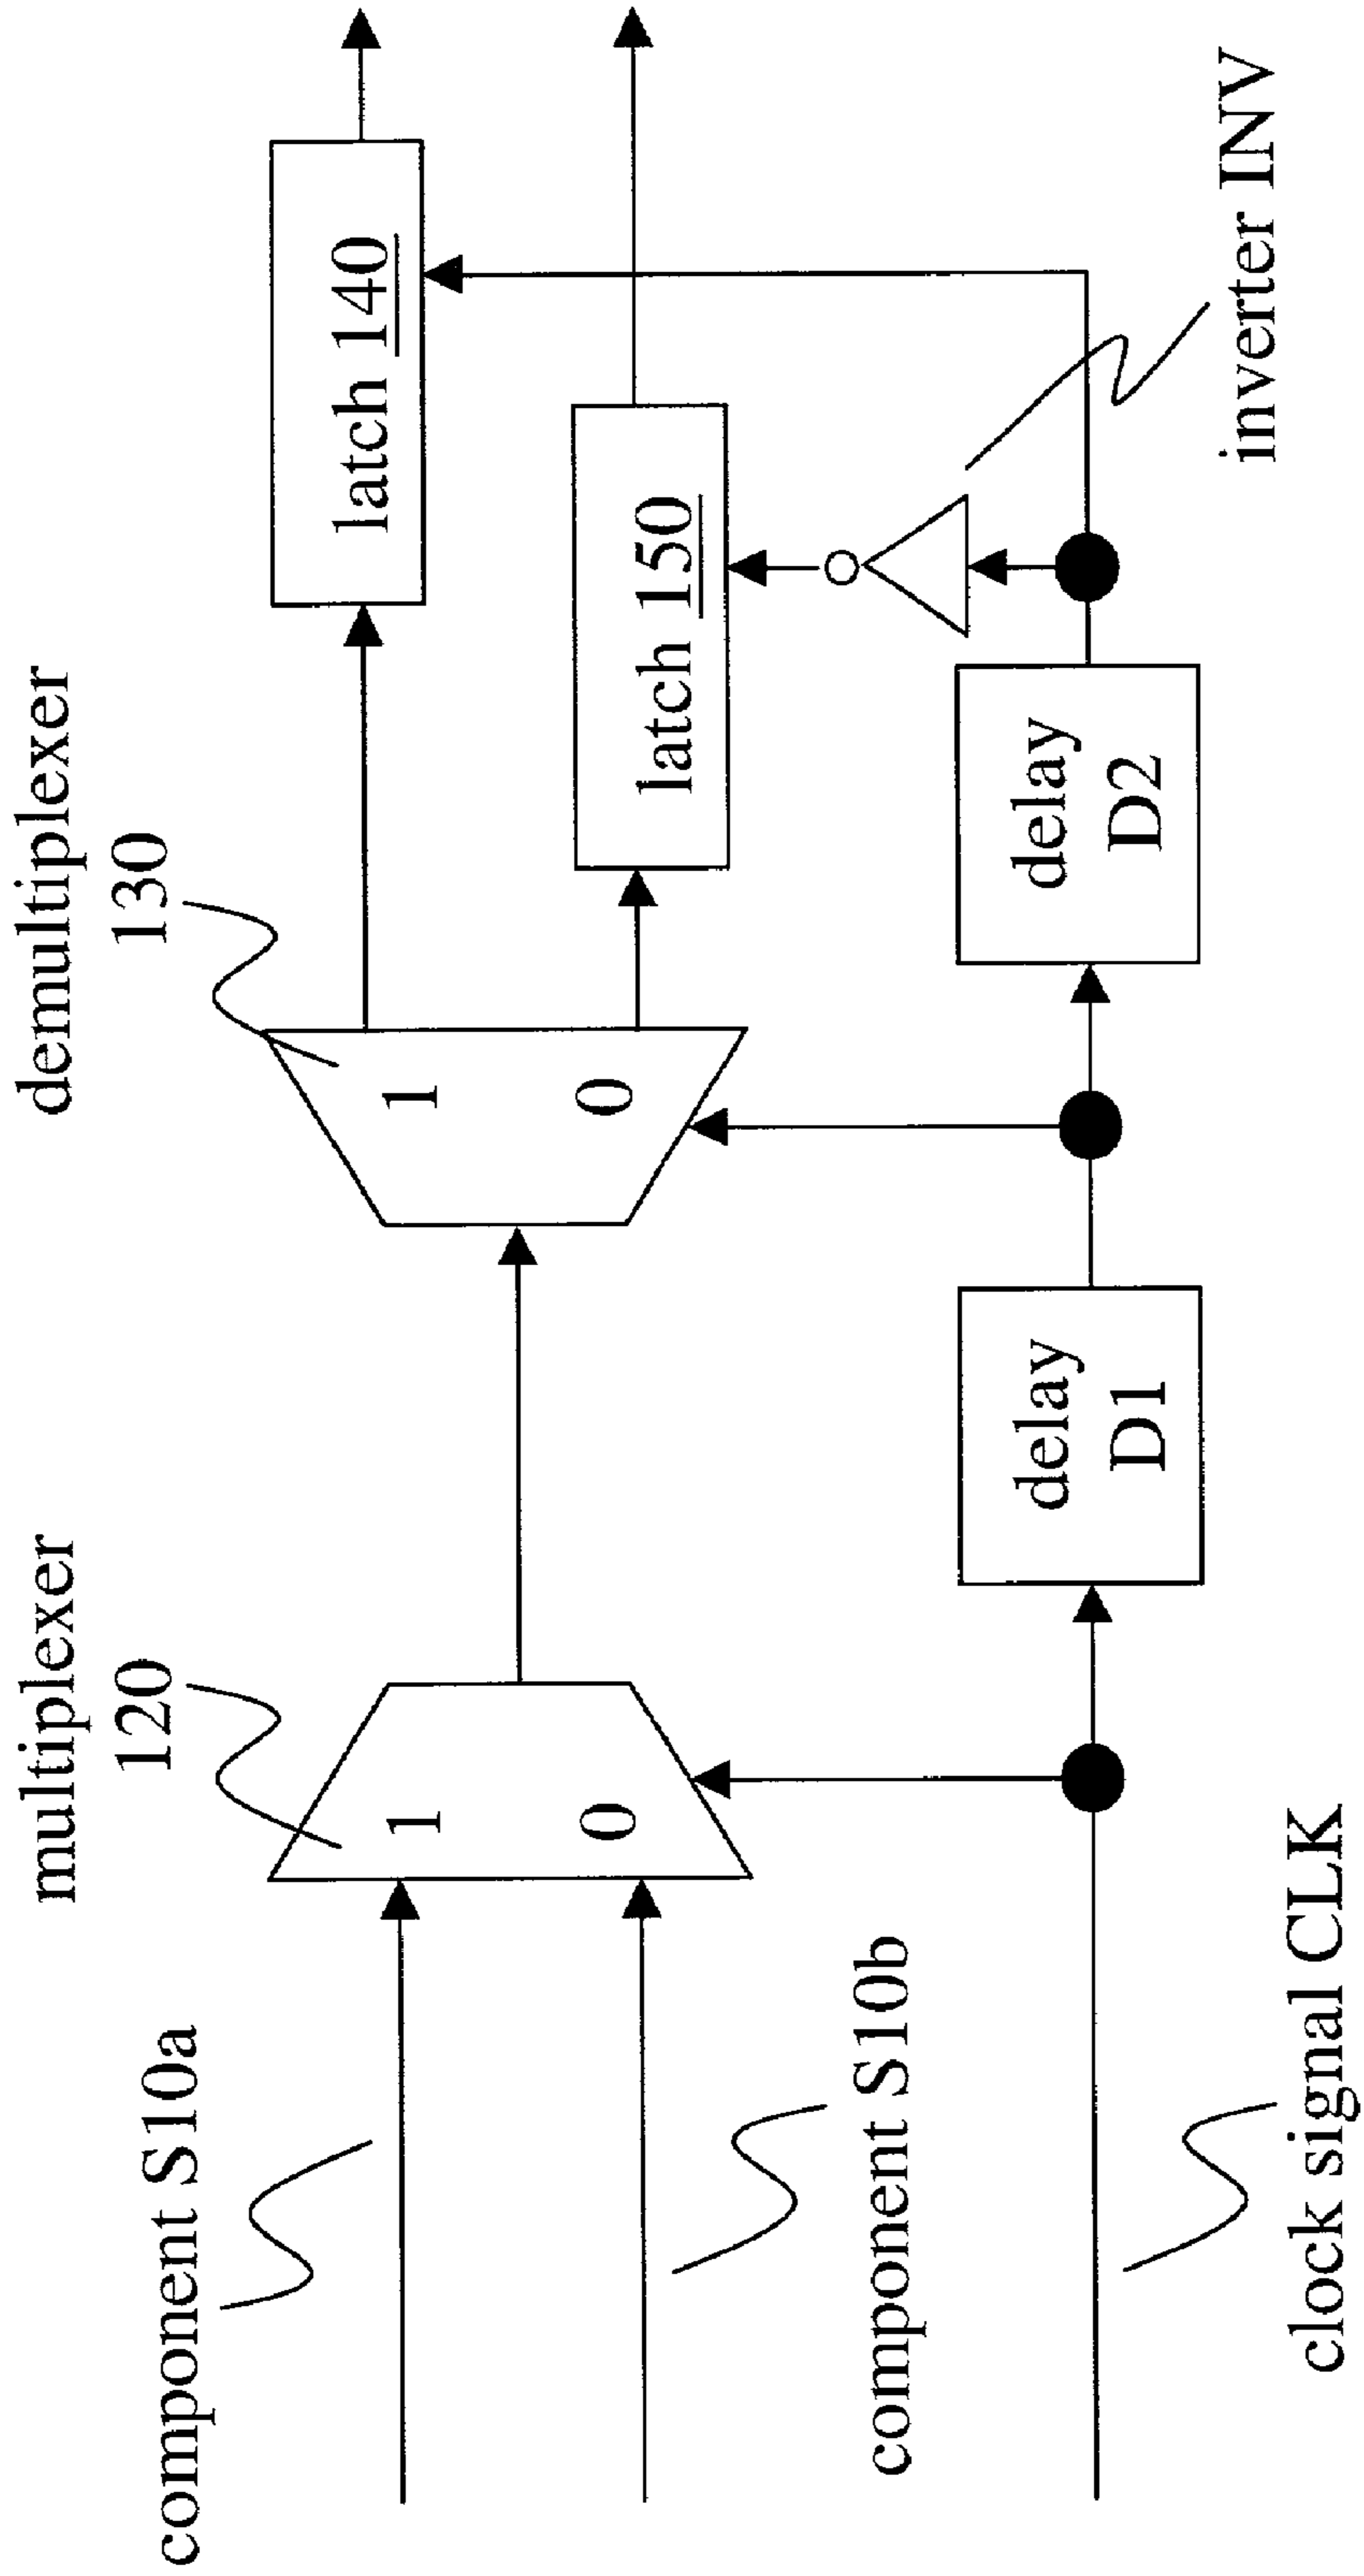 multiplexer
120
demultiplexer
130
component S10a
1
0
1
0
latch 140
latch 150
component S10b
delay
D1
delay
D2
inverter INV
clock signal CLK